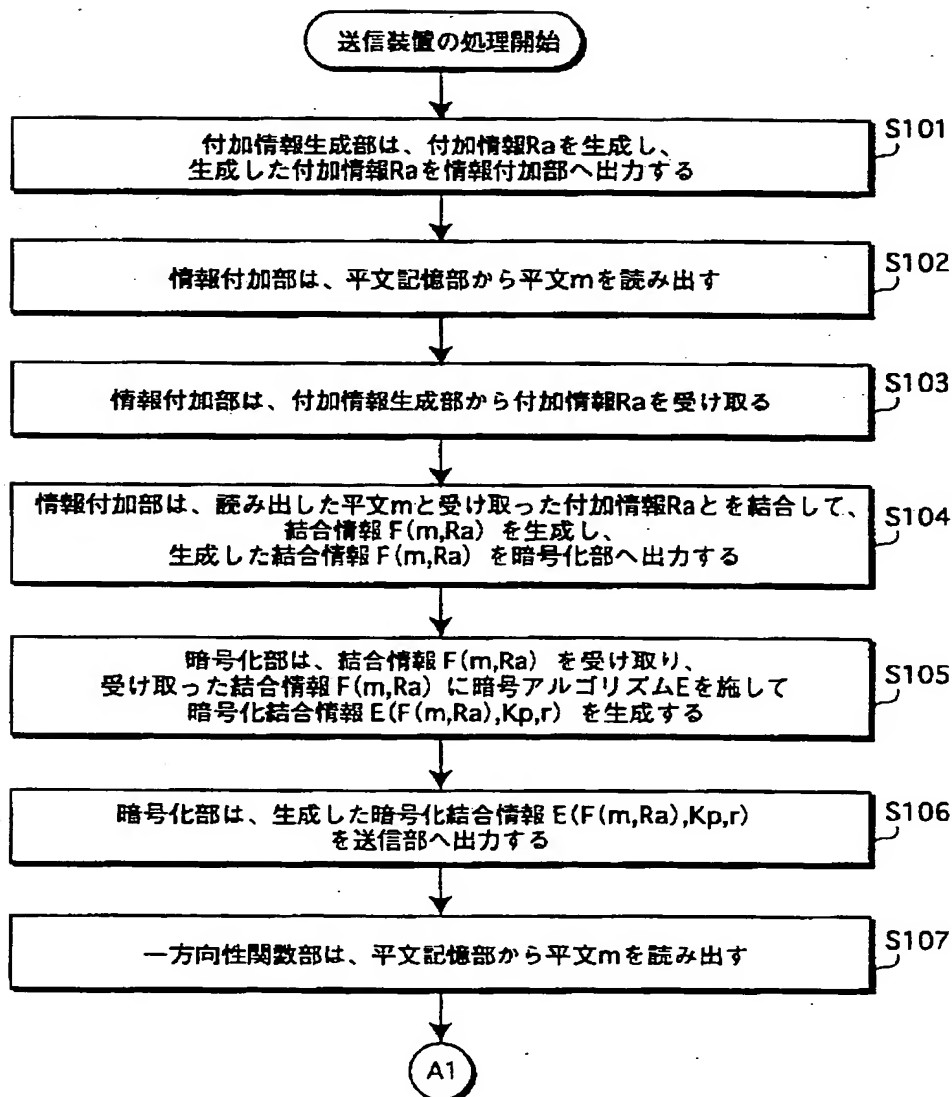 送信装置の処理開始
S101
付加情報生成部は、付加情報Raを生成し、
生成した付加情報Raを情報付加部へ出力する
S102
情報付加部は、平文記憶部から平文mを読み出す
S103
情報付加部は、付加情報生成部から付加情報Raを受け取る
S104
情報付加部は、読み出した平文mと受け取った付加情報Raとを結合して、
結合情報F(m,Ra)を生成し、
生成した結合情報F(m,Ra)を暗号化部へ出力する
S105
暗号化部は、結合情報F(m,Ra)を受け取り、
受け取った結合情報F(m,Ra)に暗号アルゴリズムEを施して
暗号化結合情報E(F(m,Ra),Kp,r)を生成する
S106
暗号化部は、生成した暗号化結合情報E(F(m,Ra),Kp,r)
を送信部へ出力する
S107
一方向性関数部は、平文記憶部から平文mを読み出す
A1